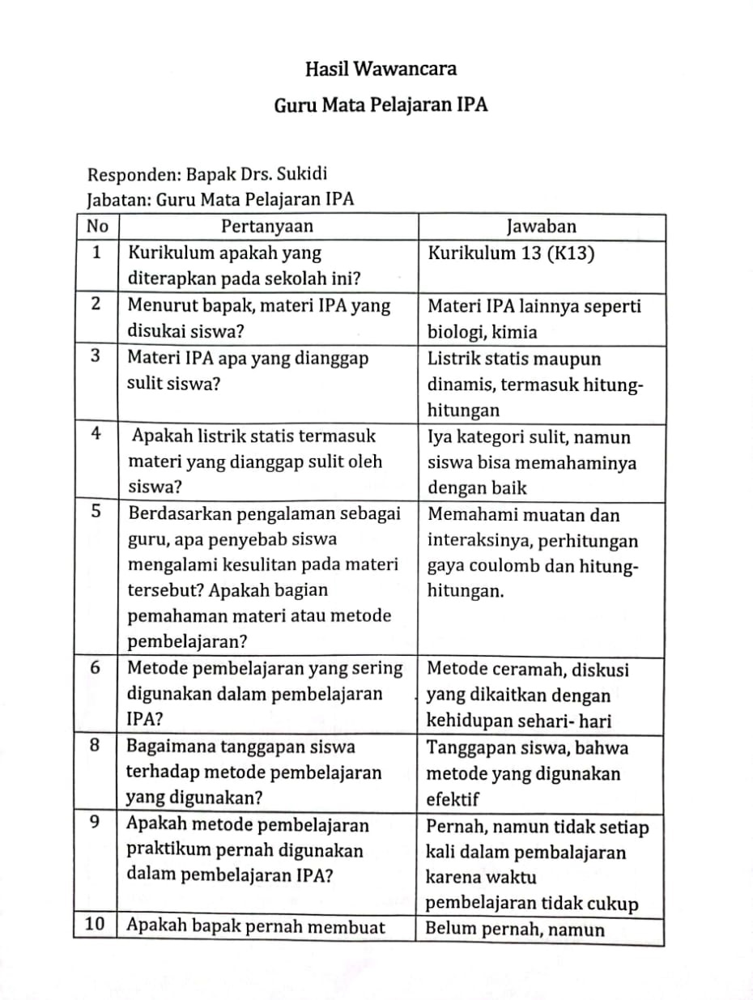 Hasil Wawancara
Guru Mata Pelajaran IPA
Responden: Bapak Drs. Sukidi
Jabatan: Guru Mata Pelajaran IPA
No Pertanyaan Jawaban
1 Kurikulum apakah yang Kurikulum 13 (K13)
diterapkan pada sekolah ini?
2 Menurut bapak, materi IPA yang Materi IPA lainnya seperti
disukai siswa? biologi, kimia
3 Materi IPA apa yang dianggap Listrik statis maupun
sulit siswa? dinamis, termasuk hitung-
hitungan
4 Apakah listrik statis termasuk Iya kategori sulit, namun
materi yang dianggap sulit oleh siswa bisa memahaminya
siswa? dengan baik
5 Berdasarkan pengalaman sebagai Memahami muatan dan
guru, apa penyebab siswa interaksinya, perhitungan
mengalami kesulitan pada materi gaya coulomb dan hitung-
tersebut? Apakah bagian hitungan.
pemahaman materi atau metode
pembelajaran?
6 Metode pembelajaran yang sering Metode ceramah, diskusi
digunakan dalam pembelajaran yang dikaitkan dengan
IPA? kehidupan sehari- hari
8 Bagaimana tanggapan siswa Tanggapan siswa, bahwa
terhadap metode pembelajaran metode yang digunakan
yang digunakan? efektif
9 Apakah metode pembelajaran Pernah, namun tidak setiap
praktikum pernah digunakan kali dalam pembalajaran
dalam pembelajaran IPA? karena waktu
pembelajaran tidak cukup
10 Apakah bapak pernah membuat Belum pernah, namun